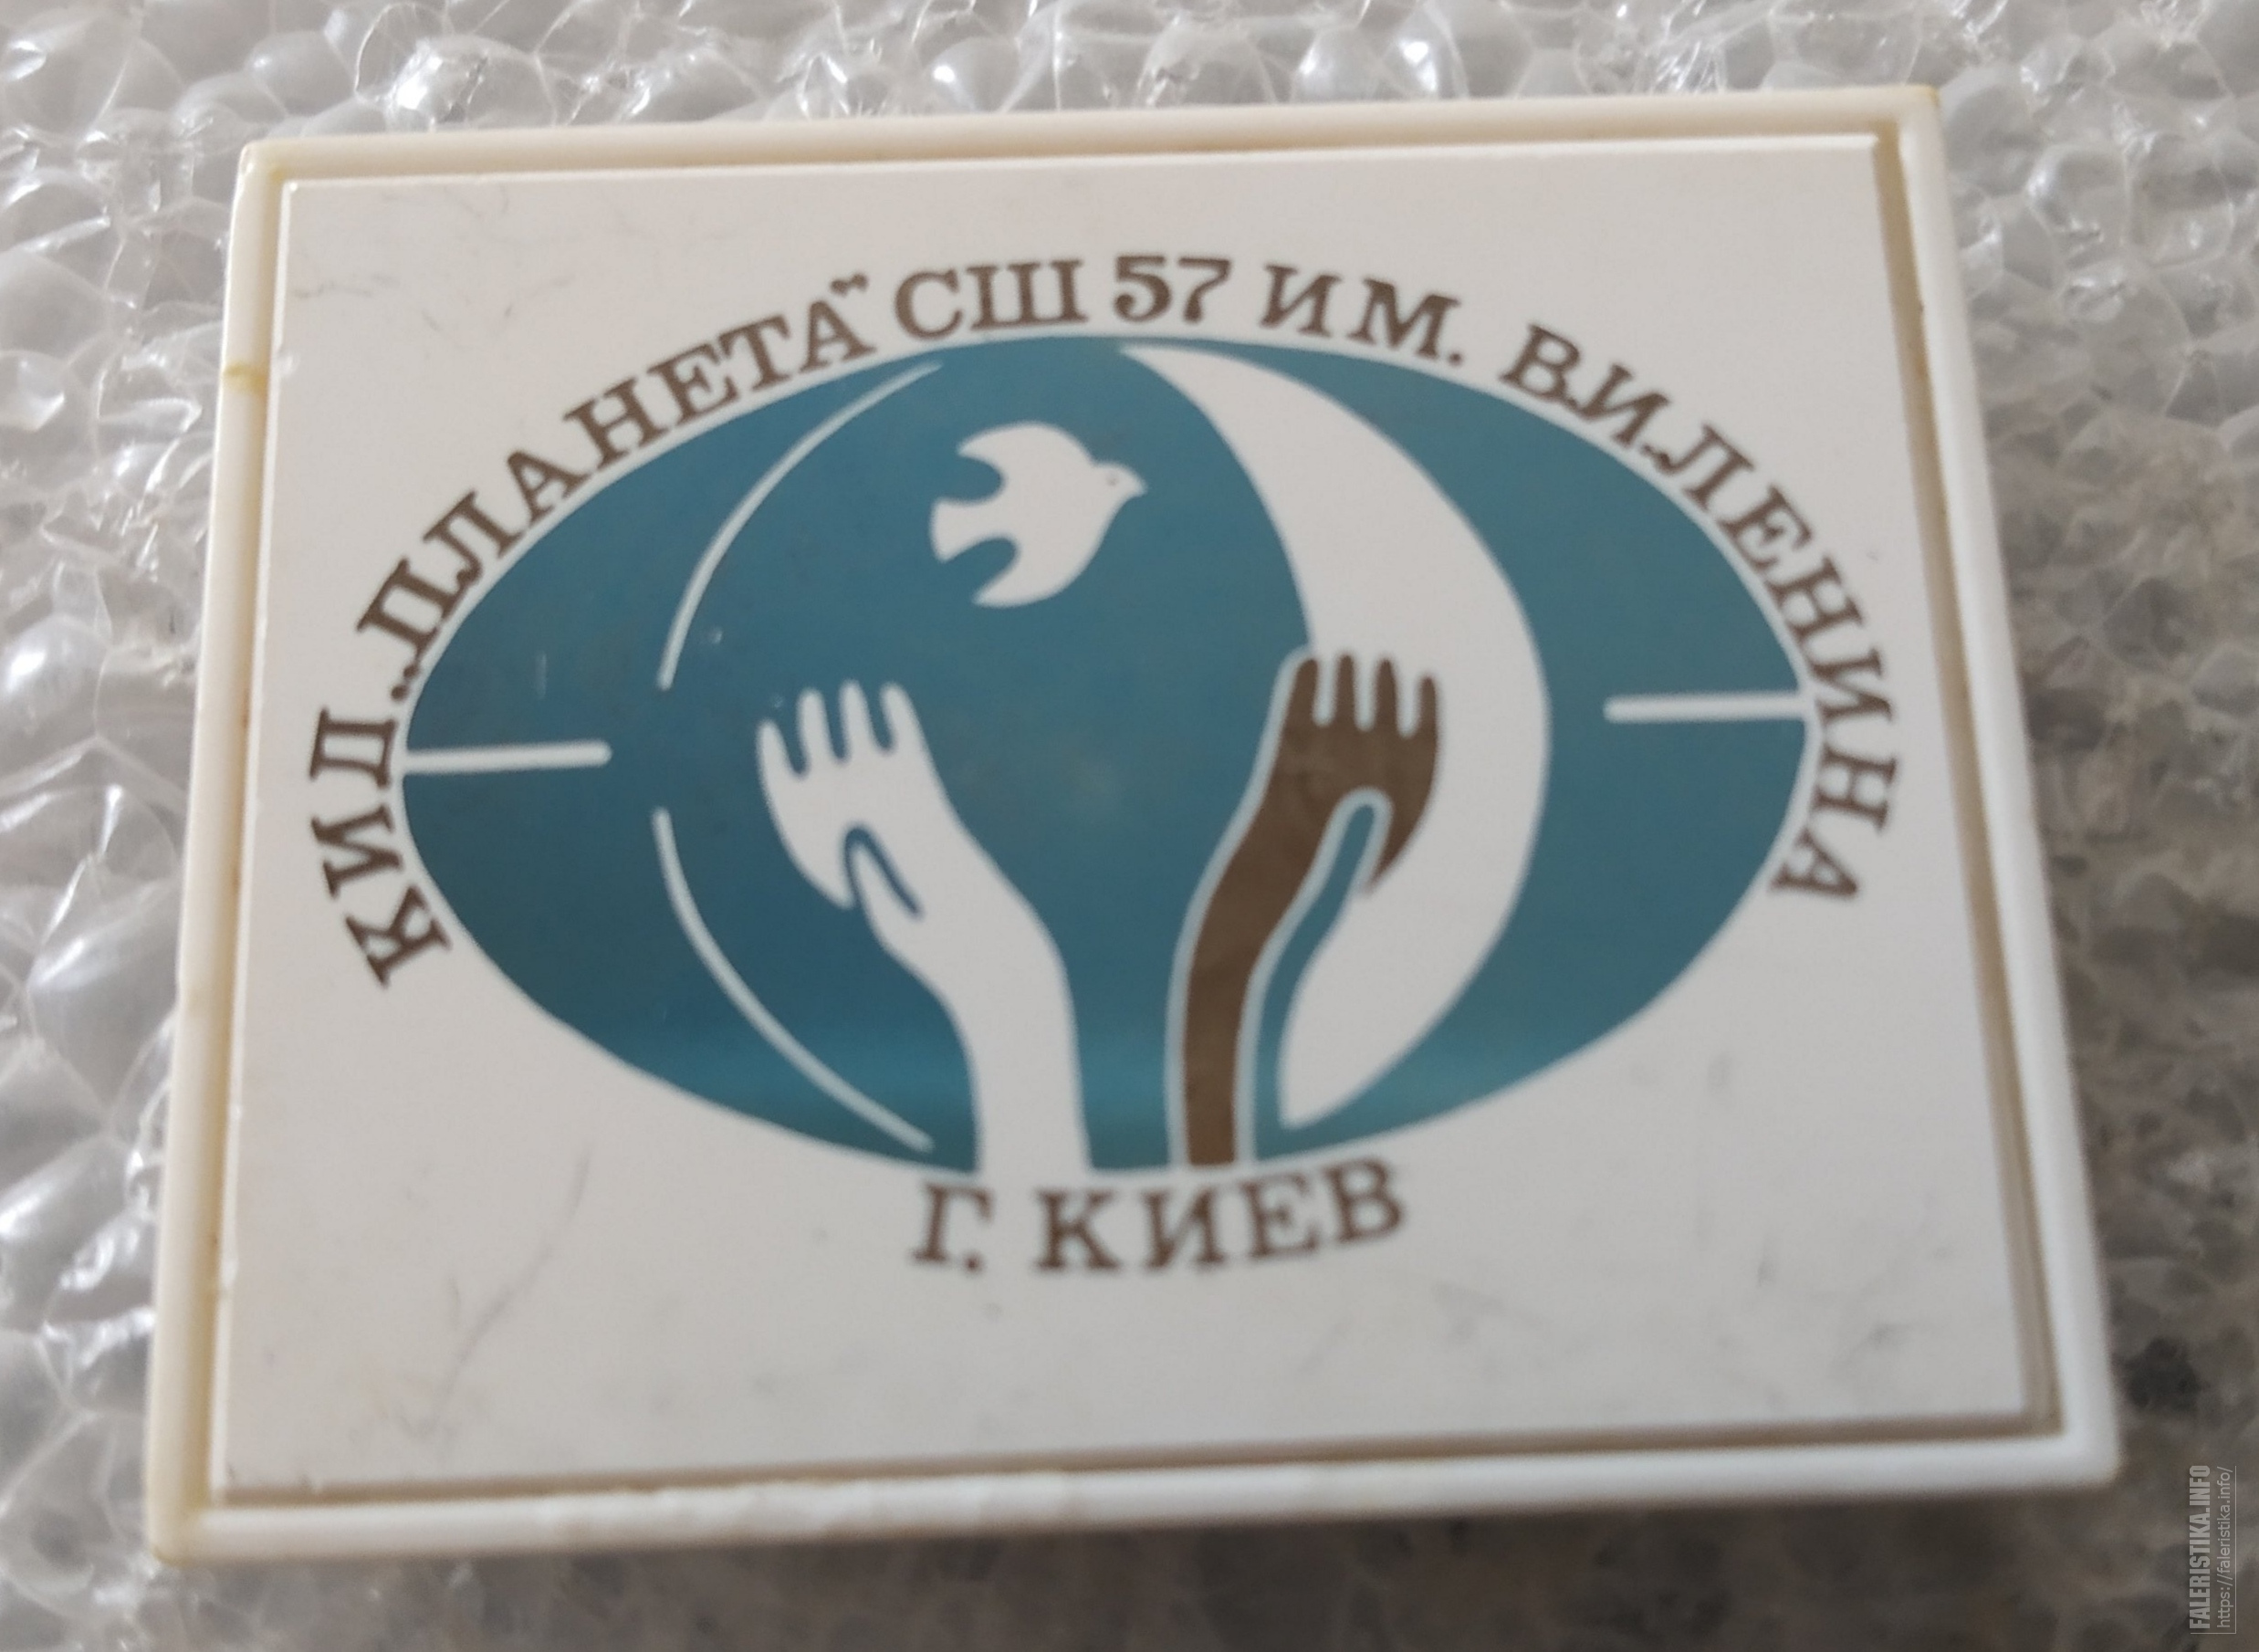 КИД „ПЛАНЕТА“ СШ 57 ИМ. В.И.ЛЕНИНА
Г. КИЕВ
FALERISTIKA.INFO
https://faleristika.info/